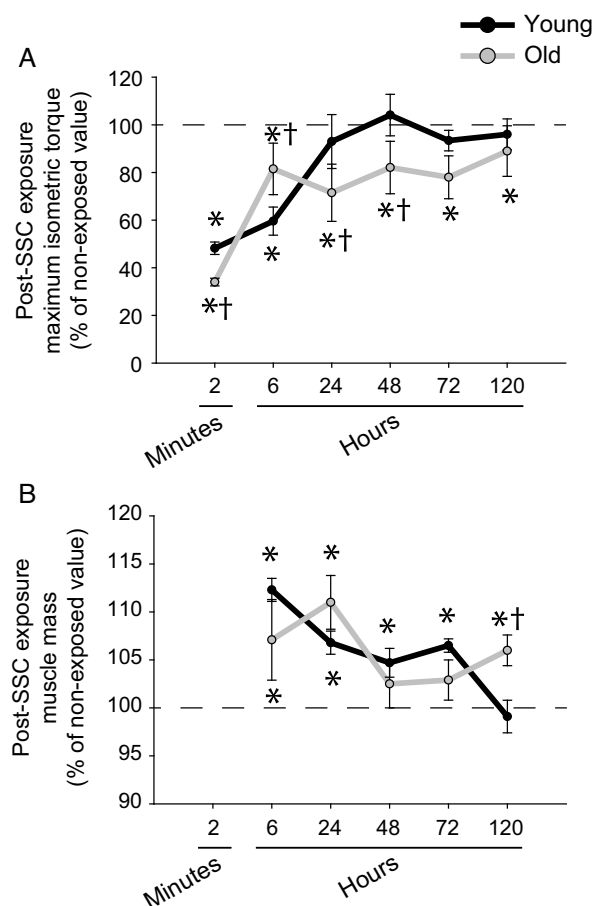 Young
Old
A
Post-SSC exposure
maximum isometric torque
(% of non-exposed value)
120
100
80
60
40
20
0
*
*†
*†
*
*†
*†
*
*
2 6 24 48 72 120
Minutes
Hours
B
Post-SSC exposure
muscle mass
(% of non-exposed value)
120
115
110
105
100
95
90
*
*
*
*
*
*
*†
2 6 24 48 72 120
Minutes
Hours